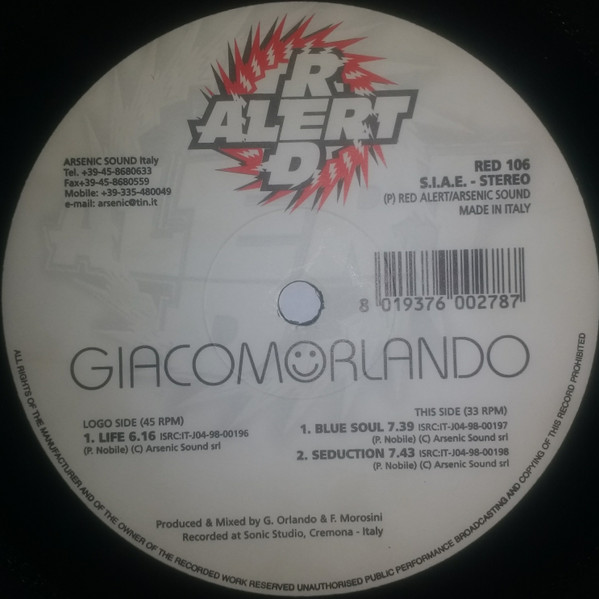 RED
ALERT
ARSENIC SOUND Italy
Tel. +39-45-8680633
Fax+39-45-8680559
Mobile: +39-335-480049
e-mail: arsenic@tin.it
RED 106
S.I.A.E. - STEREO
(P) RED ALERT/ARSENIC SOUND
MADE IN ITALY
8 019376 002787
GIACOMORLANDO
LOGO SIDE (45 RPM)
1. LIFE 6.16 ISRC:IT-J04-98-00196
(P. Nobile) (C) Arsenic Sound srl
THIS SIDE (33 RPM)
1. BLUE SOUL 7.39 ISRC:IT-J04-98-00197
(P. Nobile) (C) Arsenic Sound srl
2. SEDUCTION 7.43 ISRC:IT-J04-98-00198
(P. Nobile) (C) Arsenic Sound srl
Produced & Mixed by G. Orlando & F. Morosini
Recorded at Sonic Studio, Cremona - Italy
ALL RIGHTS OF THE MANUFACTURER AND OF THE OWNER OF THE RECORDED WORK RESERVED UNAUTHORISED PUBLIC PERFORMANCE BROADCASTING AND COPYING OF THIS RECORD PROHIBITED